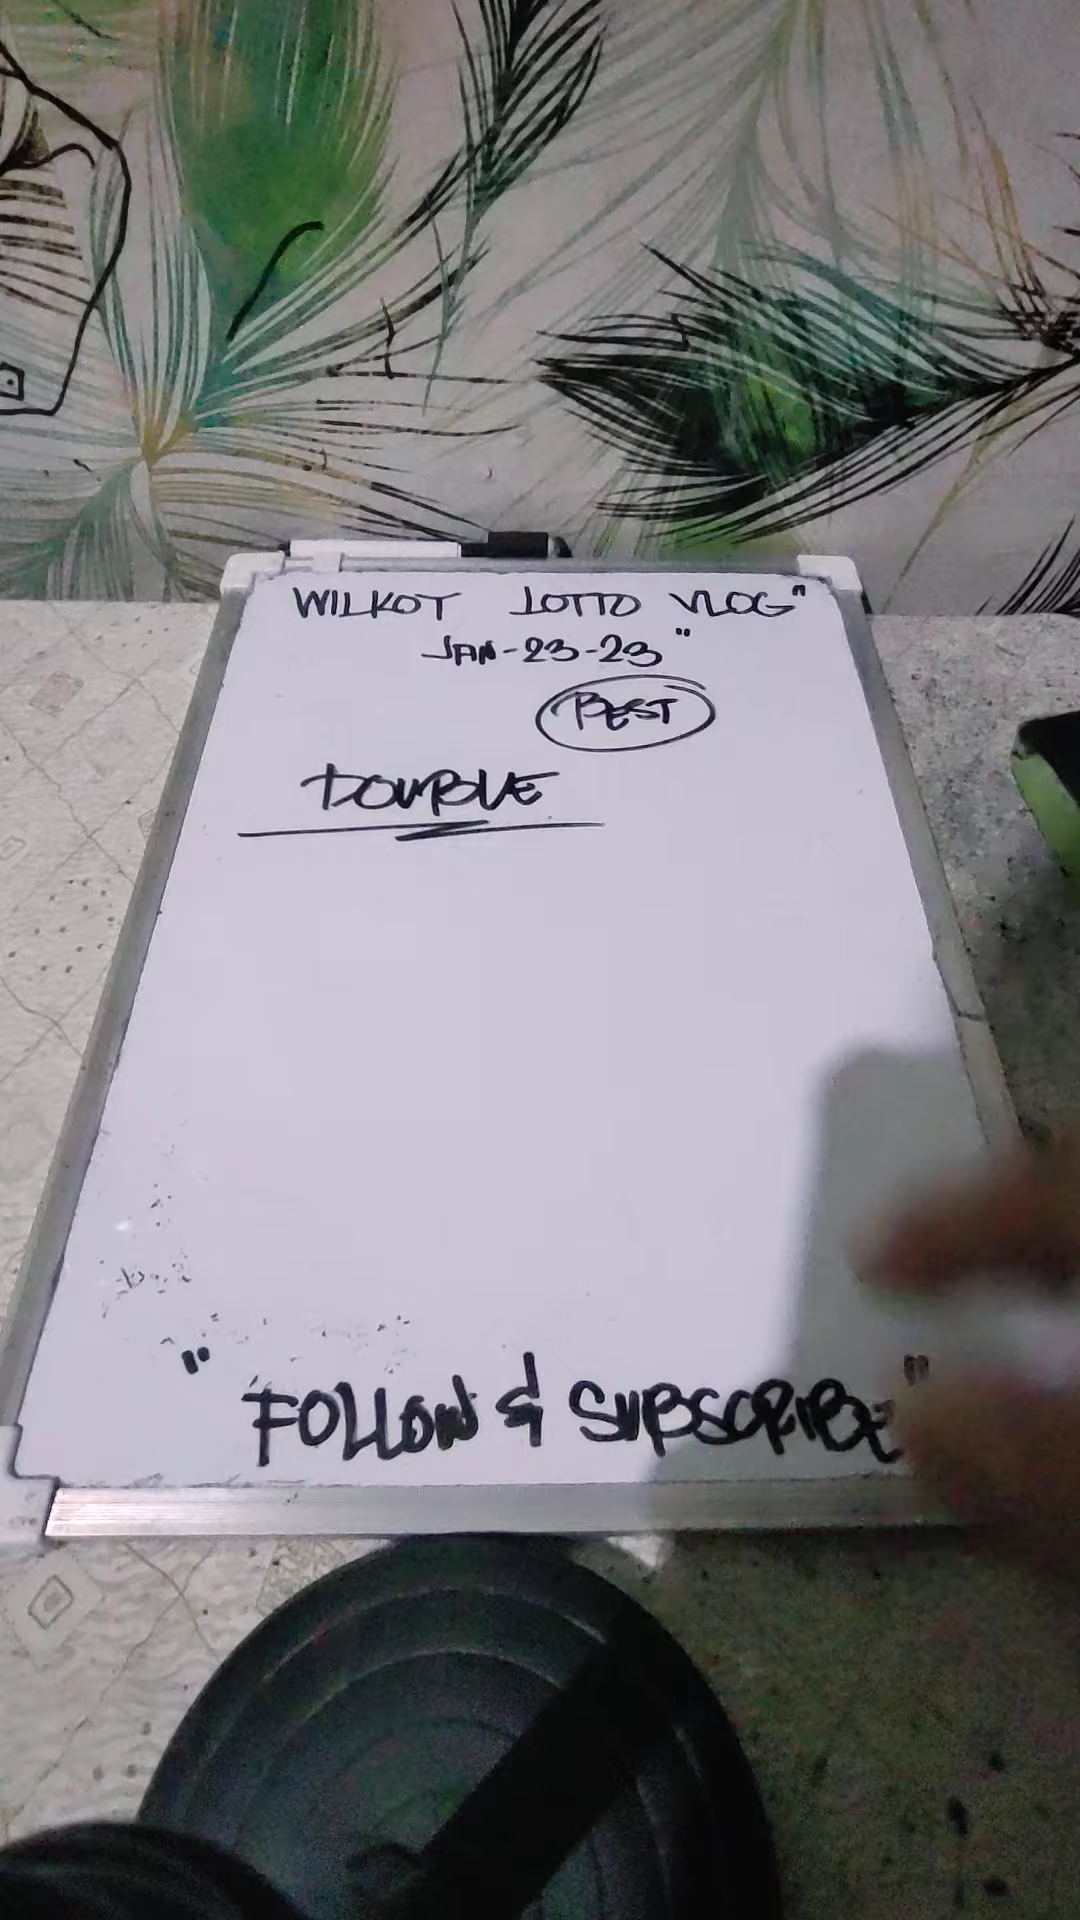 WILKOT LOTTO VLOG"
JAN-23-23"
BEST
DOUBLE
" FOLLOW & SUBSCRIBE"